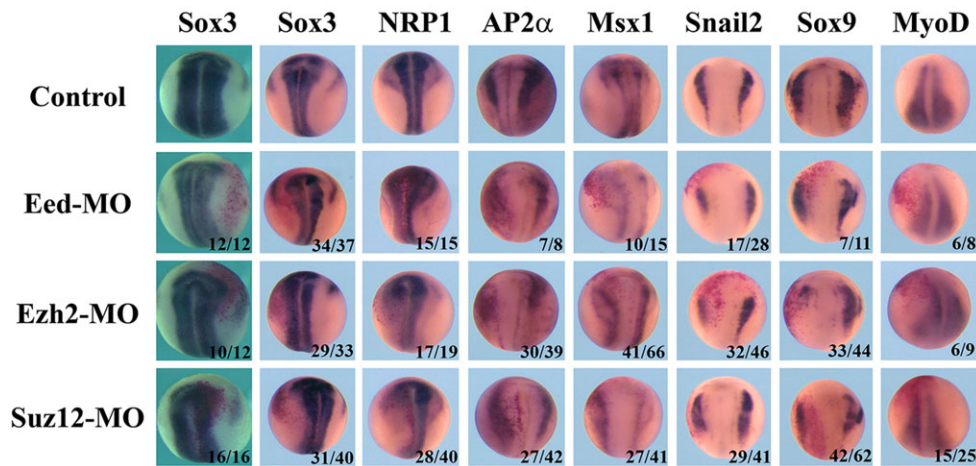 Sox3 Sox3 NRP1 AP2α Msx1 Snail2 Sox9 MyoD
Control
Eed-MO 12/12 34/37 15/15 7/8 10/15 17/28 7/11 6/8
Ezh2-MO 10/12 29/33 17/19 30/39 41/66 32/46 33/44 6/9
Suz12-MO 16/16 31/40 28/40 27/42 27/41 29/41 42/62 15/25